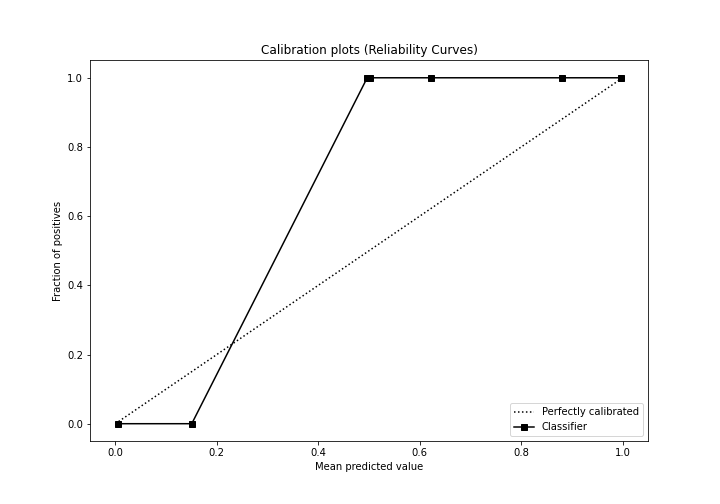 Calibration plots (Reliability Curves)
1.0
0.8
0.6
0.4
0.2
0.0
Fraction of positives
0.0 0.2 0.4 0.6 0.8 1.0
Mean predicted value
Perfectly calibrated
Classifier